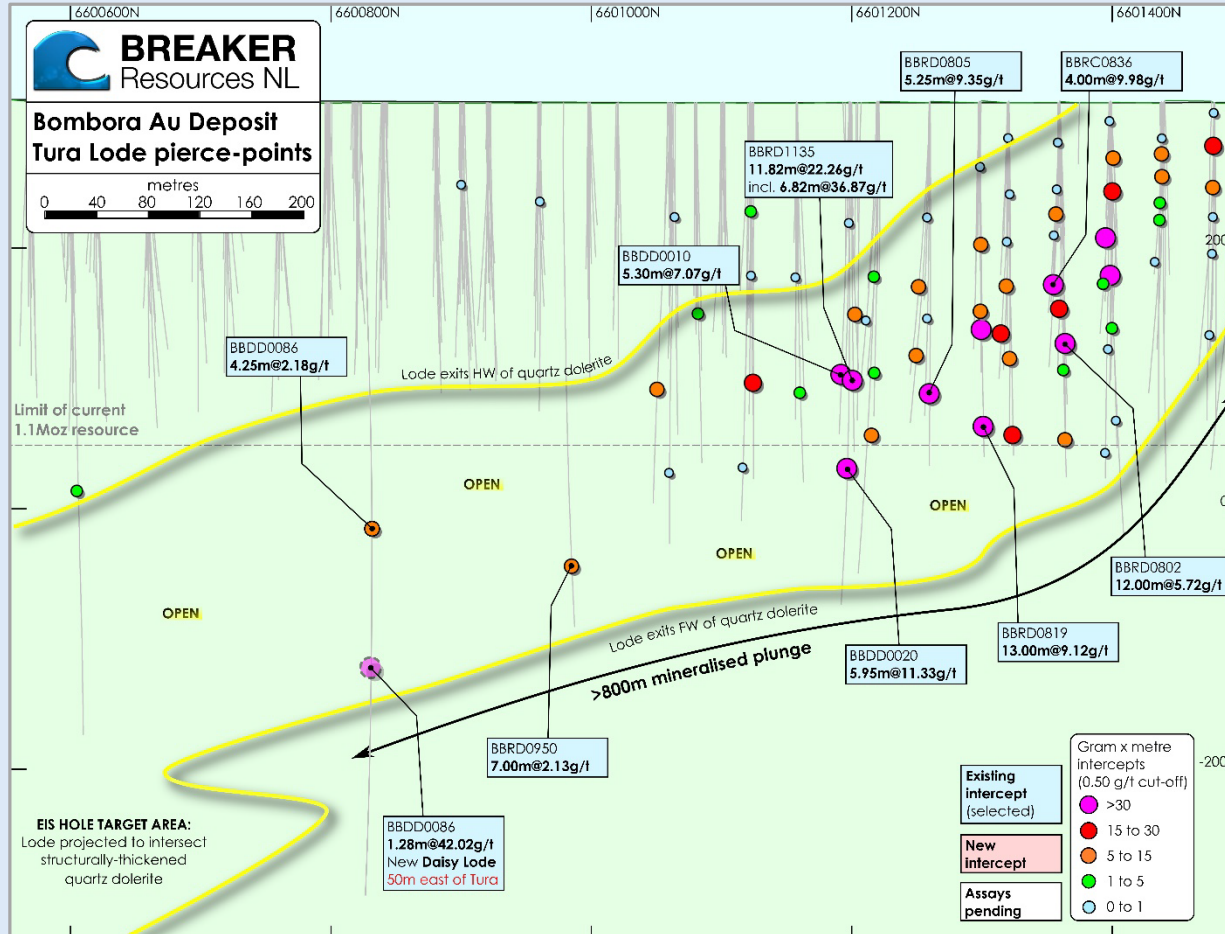 6600600N
6600800N
6601000N
6601200N
6601400N
BREAKER
Resources NL
Bombora Au Deposit
Tura Lode pierce-points
metres
0 40 80 120 160 200
BBRD0805
5.25m@9.35g/t
BBRC0836
4.00m@9.98g/t
BBRD1135
11.82m@22.26g/t
incl. 6.82m@36.87g/t
BBDD0010
5.30m@7.07g/t
200
BBDD0086
4.25m@2.18g/t
Lode exits HW of quartz dolerite
Limit of current
1.1Moz resource
OPEN
OPEN
0
OPEN
OPEN
BBRD0802
12.00m@5.72g/t
Lode exits FW of quartz dolerite
BBRD0819
13.00m@9.12g/t
BBDD0020
5.95m@11.33g/t
>800m mineralised plunge
BBRD0950
7.00m@2.13g/t
-200
EIS HOLE TARGET AREA:
Lode projected to intersect
structurally-thickened
quartz dolerite
BBDD0086
1.28m@42.02g/t
New Daisy Lode
50m east of Tura
Existing
intercept
(selected)
New
intercept
Assays
pending
Gram x metre
intercepts
(0.50 g/t cut-off)
>30
15 to 30
5 to 15
1 to 5
0 to 1